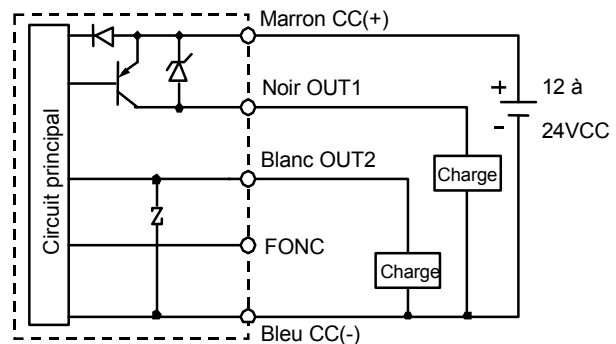 Marron CC(+)
Circuit principal
Noir OUT1
+
12 à
-
24VCC
Blanc OUT2
Charge
FONC
Charge
Bleu CC(-)